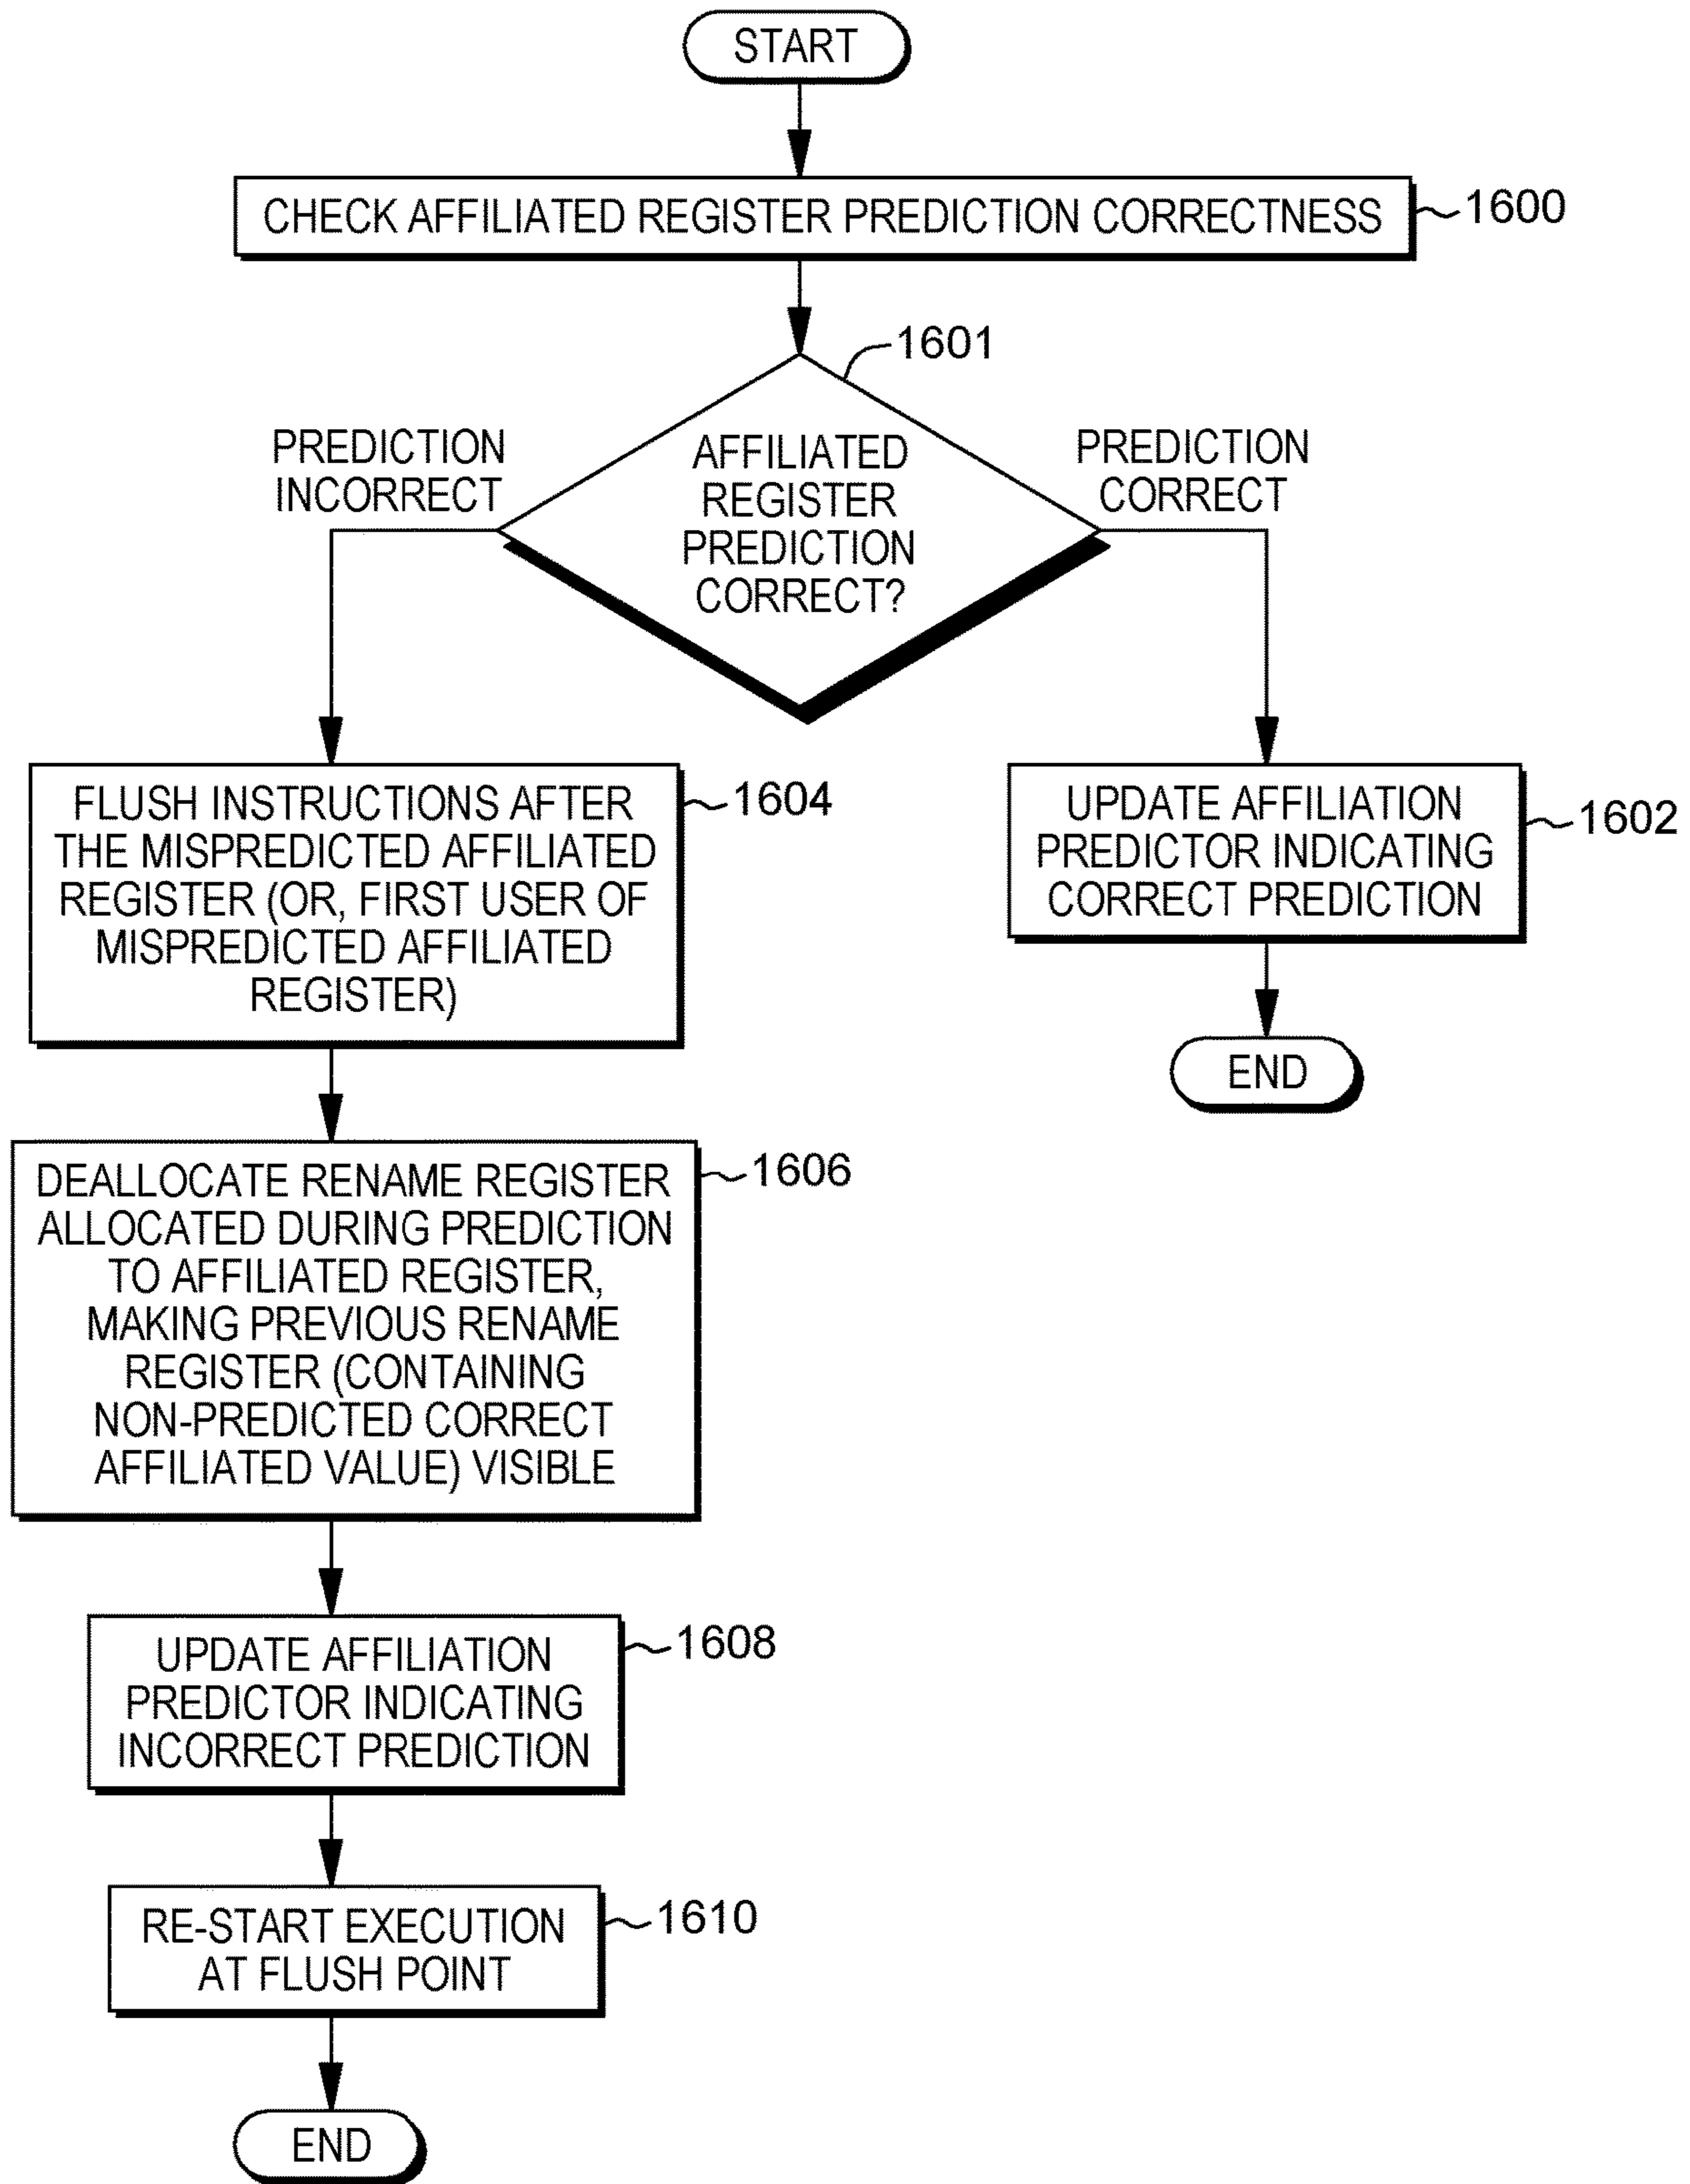 START
CHECK AFFILIATED REGISTER PREDICTION CORRECTNESS
1600
1601
PREDICTION
INCORRECT
AFFILIATED
REGISTER
PREDICTION
CORRECT?
PREDICTION
CORRECT
FLUSH INSTRUCTIONS AFTER
THE MISPREDICTED AFFILIATED
REGISTER (OR, FIRST USER OF
MISPREDICTED AFFILIATED
REGISTER)
1604
UPDATE AFFILIATION
PREDICTOR INDICATING
CORRECT PREDICTION
1602
END
DEALLOCATE RENAME REGISTER
ALLOCATED DURING PREDICTION
TO AFFILIATED REGISTER,
MAKING PREVIOUS RENAME
REGISTER (CONTAINING
NON-PREDICTED CORRECT
AFFILIATED VALUE) VISIBLE
1606
UPDATE AFFILIATION
PREDICTOR INDICATING
INCORRECT PREDICTION
1608
RE-START EXECUTION
AT FLUSH POINT
1610
END